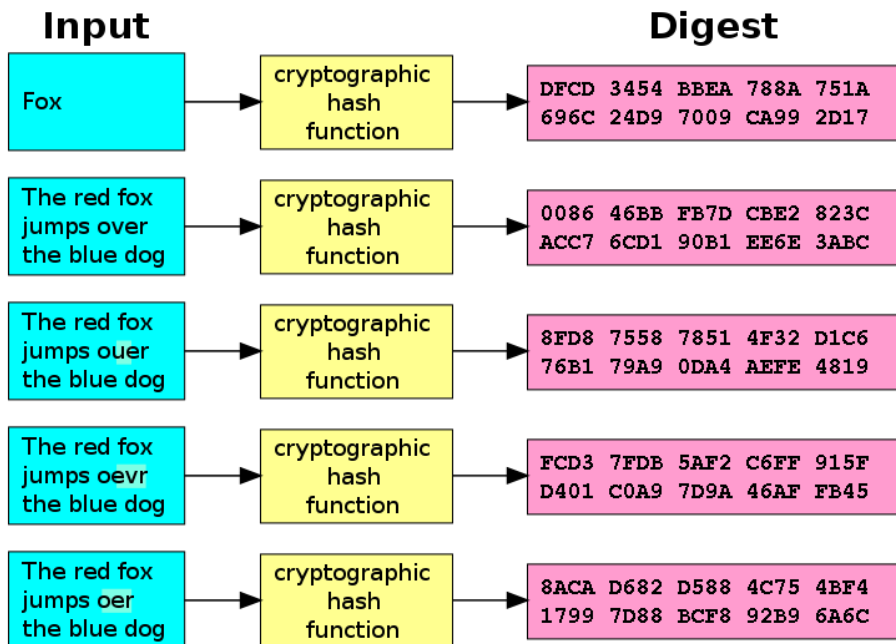 Input
Digest
Fox
cryptographic
hash
function
DFCD 3454 BBEA 788A 751A
696C 24D9 7009 CA99 2D17
The red fox
jumps over
the blue dog
cryptographic
hash
function
0086 46BB FB7D CBE2 823C
ACC7 6CD1 90B1 EE6E 3ABC
The red fox
jumps ouer
the blue dog
cryptographic
hash
function
8FD8 7558 7851 4F32 D1C6
76B1 79A9 0DA4 AEFE 4819
The red fox
jumps oevr
the blue dog
cryptographic
hash
function
FCD3 7FDB 5AF2 C6FF 915F
D401 C0A9 7D9A 46AF FB45
The red fox
jumps oer
the blue dog
cryptographic
hash
function
8ACA D682 D588 4C75 4BF4
1799 7D88 BCF8 92B9 6A6C